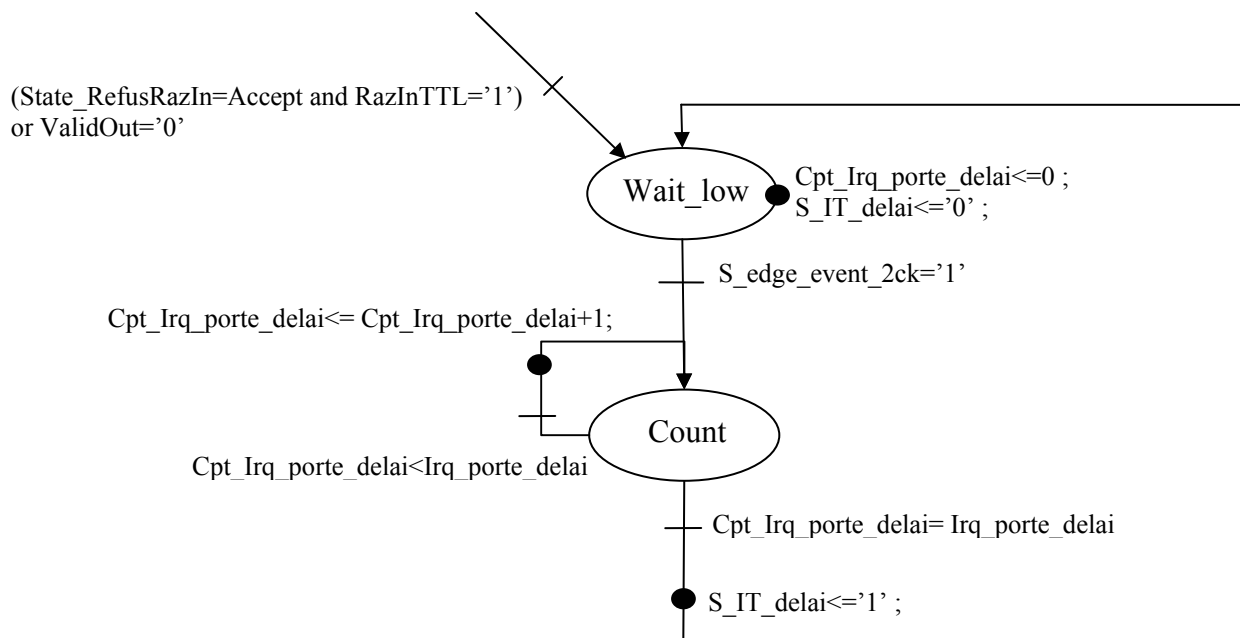 (State_RefusRazIn=Accept and RazInTTL=’1’)
or ValidOut=’0’
Wait_low
Cpt_Irq_porte_delai<=0 ;
S_IT_delai<=’0’ ;
S_edge_event_2ck=’1’
Cpt_Irq_porte_delai<= Cpt_Irq_porte_delai+1;
Count
Cpt_Irq_porte_delai<Irq_porte_delai
Cpt_Irq_porte_delai= Irq_porte_delai
S_IT_delai<=’1’ ;